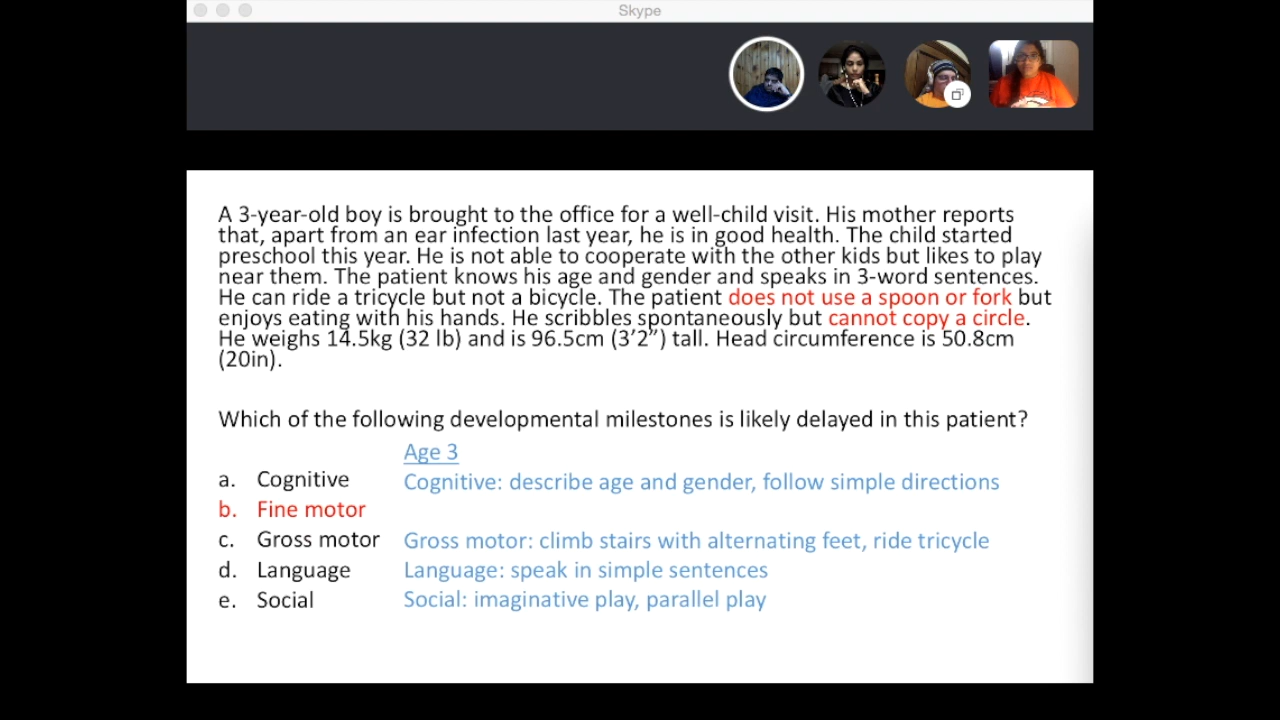 Skype
A 3-year-old boy is brought to the office for a well-child visit. His mother reports
that, apart from an ear infection last year, he is in good health. The child started
preschool this year. He is not able to cooperate with the other kids but likes to play
near them. The patient knows his age and gender and speaks in 3-word sentences.
He can ride a tricycle but not a bicycle. The patient does not use a spoon or fork but
enjoys eating with his hands. He scribbles spontaneously but cannot copy a circle.
He weighs 14.5kg (32 lb) and is 96.5cm (3’2”) tall. Head circumference is 50.8cm
(20in).
Which of the following developmental milestones is likely delayed in this patient?
Age 3
a. Cognitive Cognitive: describe age and gender, follow simple directions
b. Fine motor
c. Gross motor Gross motor: climb stairs with alternating feet, ride tricycle
d. Language Language: speak in simple sentences
e. Social Social: imaginative play, parallel play